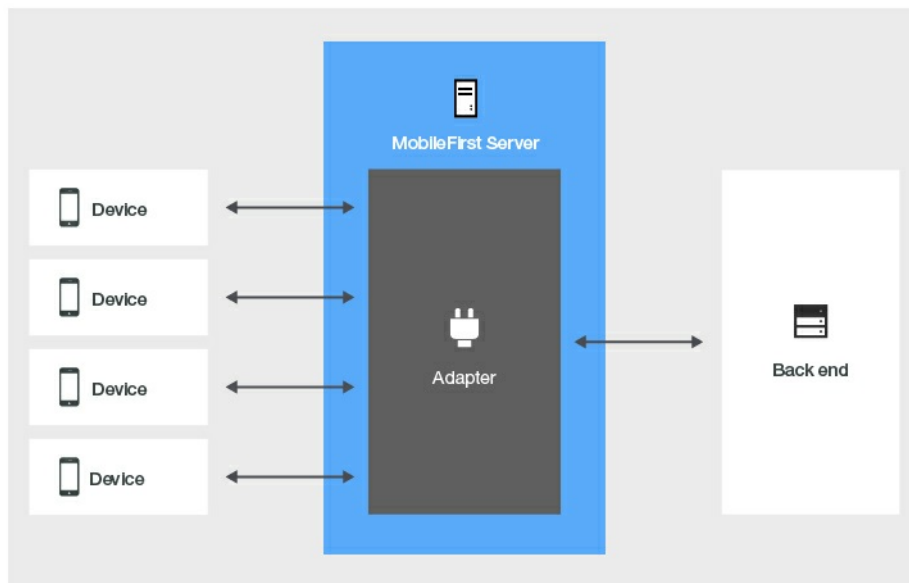 MobileFirst Server
Device
Device
Device
Device
Adapter
Back end